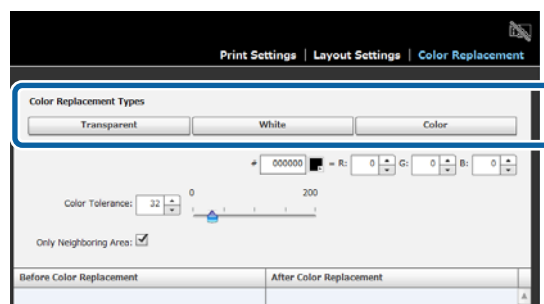 Print Settings | Layout Settings | Color Replacement
Color Replacement Types
Transparent White Color
# 000000 = R: 0 G: 0 B: 0
0 200
Color Tolerance: 32
Only Neighboring Area:
Before Color Replacement After Color Replacement